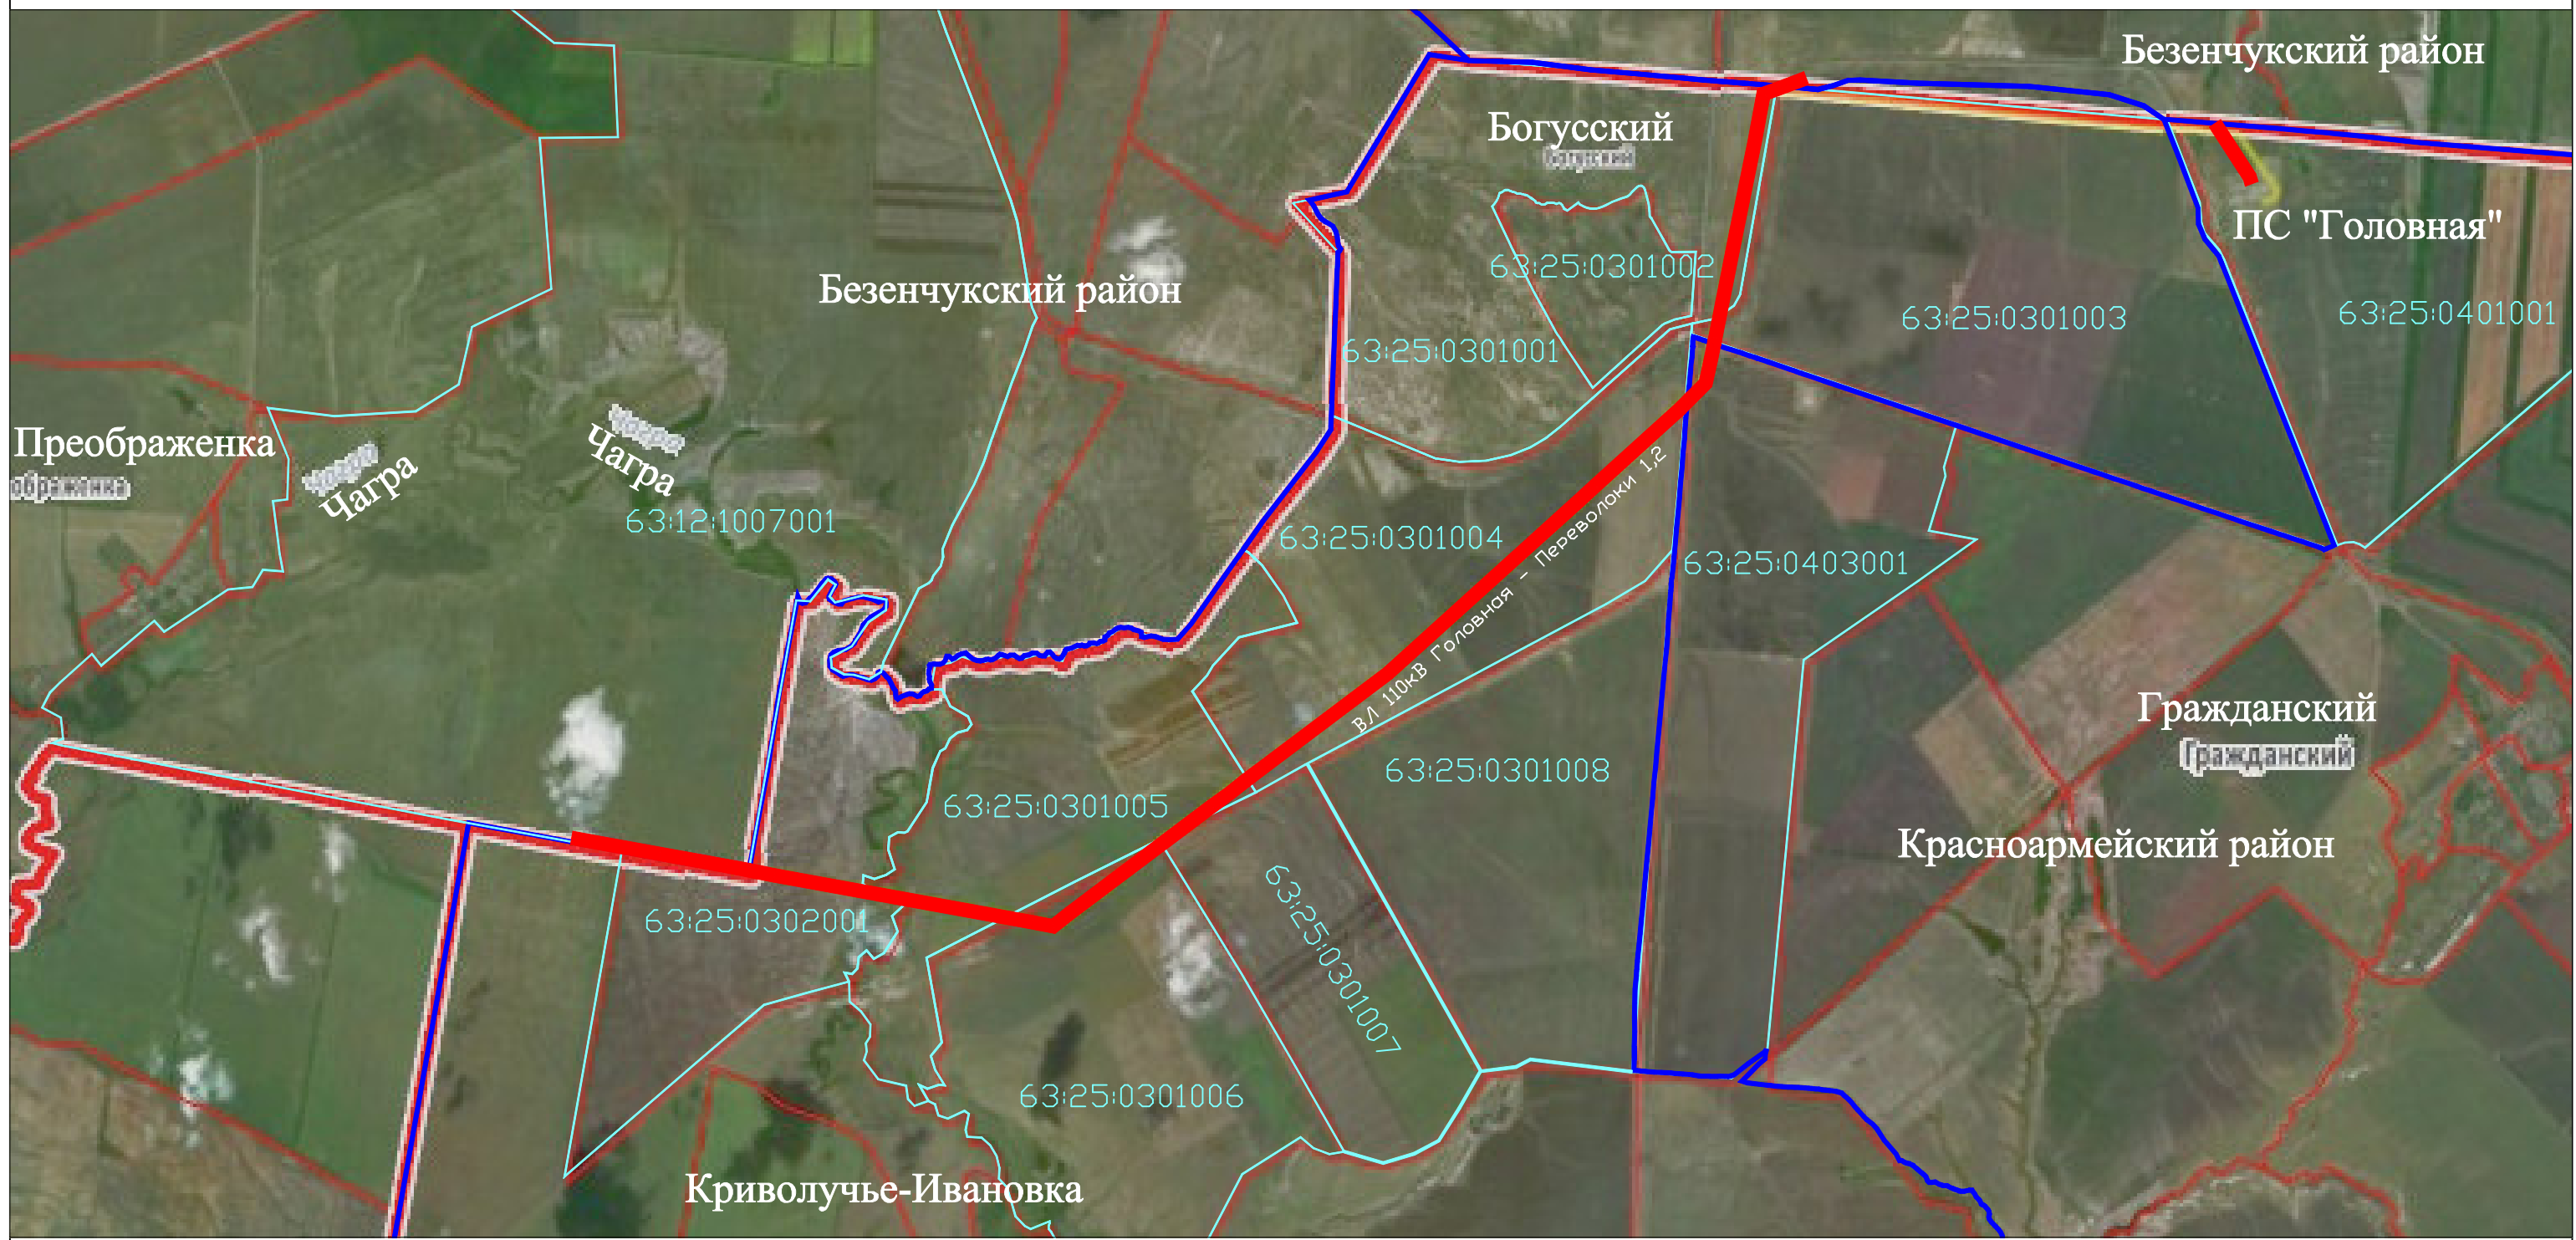 Безенчукский район
Богусский
Богусский
ПС "Головная"
63:25:0301002
Безенчукский район
63:25:0301003
63:25:0401001
63:25:0301001
Преображенка
ображенка
Чагра
Чагра
63:12:1007001
63:25:0301004
63:25:0403001
ВЛ 110кВ Головная - Переволоки 1,2
Гражданский
Гражданский
63:25:0301008
63:25:0301005
Красноармейский район
63:25:0302001
63:25:0301007
63:25:0301006
Криволучье-Ивановка